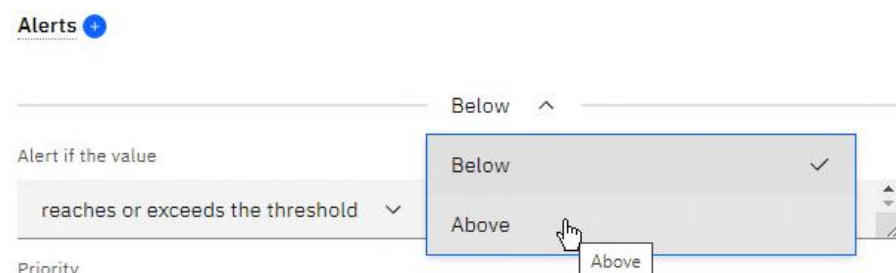 Alerts
Below
Alert if the value
Below
reaches or exceeds the threshold
Above
Above
Priority